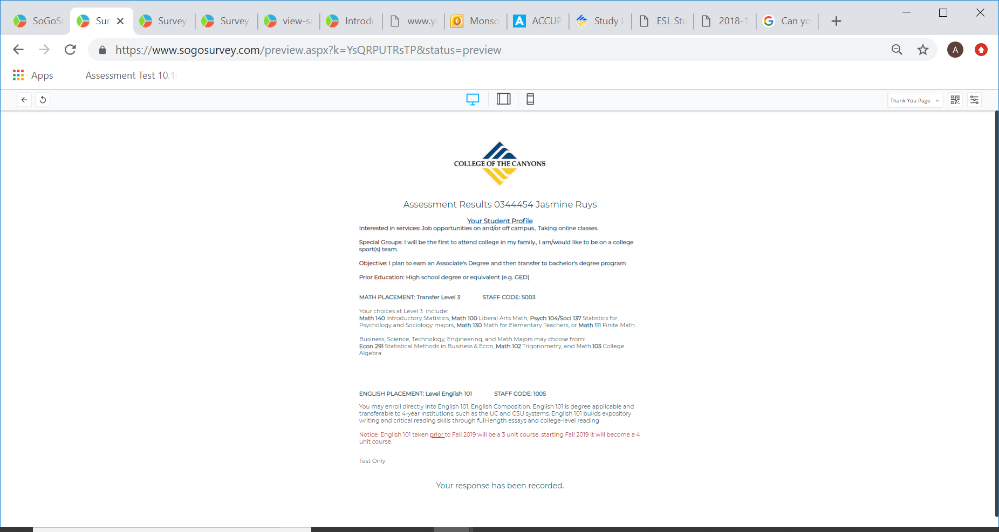 SoGoSu
Sur
Survey
Survey
view-so
Introdu
www.ya
Monso
ACCUP
Study L
ESL Stu
2018-1
Can yo
https://www.sogosurvey.com/preview.aspx?k=YsQRPUTRsTP&status=preview
A
Apps
Assessment Test 10.1
Thank You Page
COLLEGE OF THE CANYONS
Assessment Results 0344454 Jasmine Ruys
Your Student Profile
Interested in services: Job opportunities on and/or off campus., Taking online classes.
Special Groups: I will be the first to attend college in my family., I am/would like to be on a college
sport(s) team.
Objective: I plan to earn an Associate's Degree and then transfer to bachelor's degree program
Prior Education: High school degree or equivalent (e.g. GED)
MATH PLACEMENT: Transfer Level 3 STAFF CODE: 5003
Your choices at Level 3 include:
Math 140 Introductory Statistics, Math 100 Liberal Arts Math, Psych 104/Soci 137 Statistics for
Psychology and Sociology majors, Math 130 Math for Elementary Teachers, or Math 111 Finite Math.
Business, Science, Technology, Engineering, and Math Majors may choose from:
Econ 291 Statistical Methods in Business & Econ, Math 102 Trigonometry, and Math 103 College
Algebra.
ENGLISH PLACEMENT: Level English 101 STAFF CODE: 1005
You may enroll directly into English 101, English Composition. English 101 is degree applicable and
transferable to 4-year institutions, such as the UC and CSU systems. English 101 builds expository
writing and critical reading skills through full-length essays and college-level reading.
Notice: English 101 taken prior to Fall 2019 will be a 3 unit course, starting Fall 2019 it will become a 4
unit course.
Test Only
Your response has been recorded.